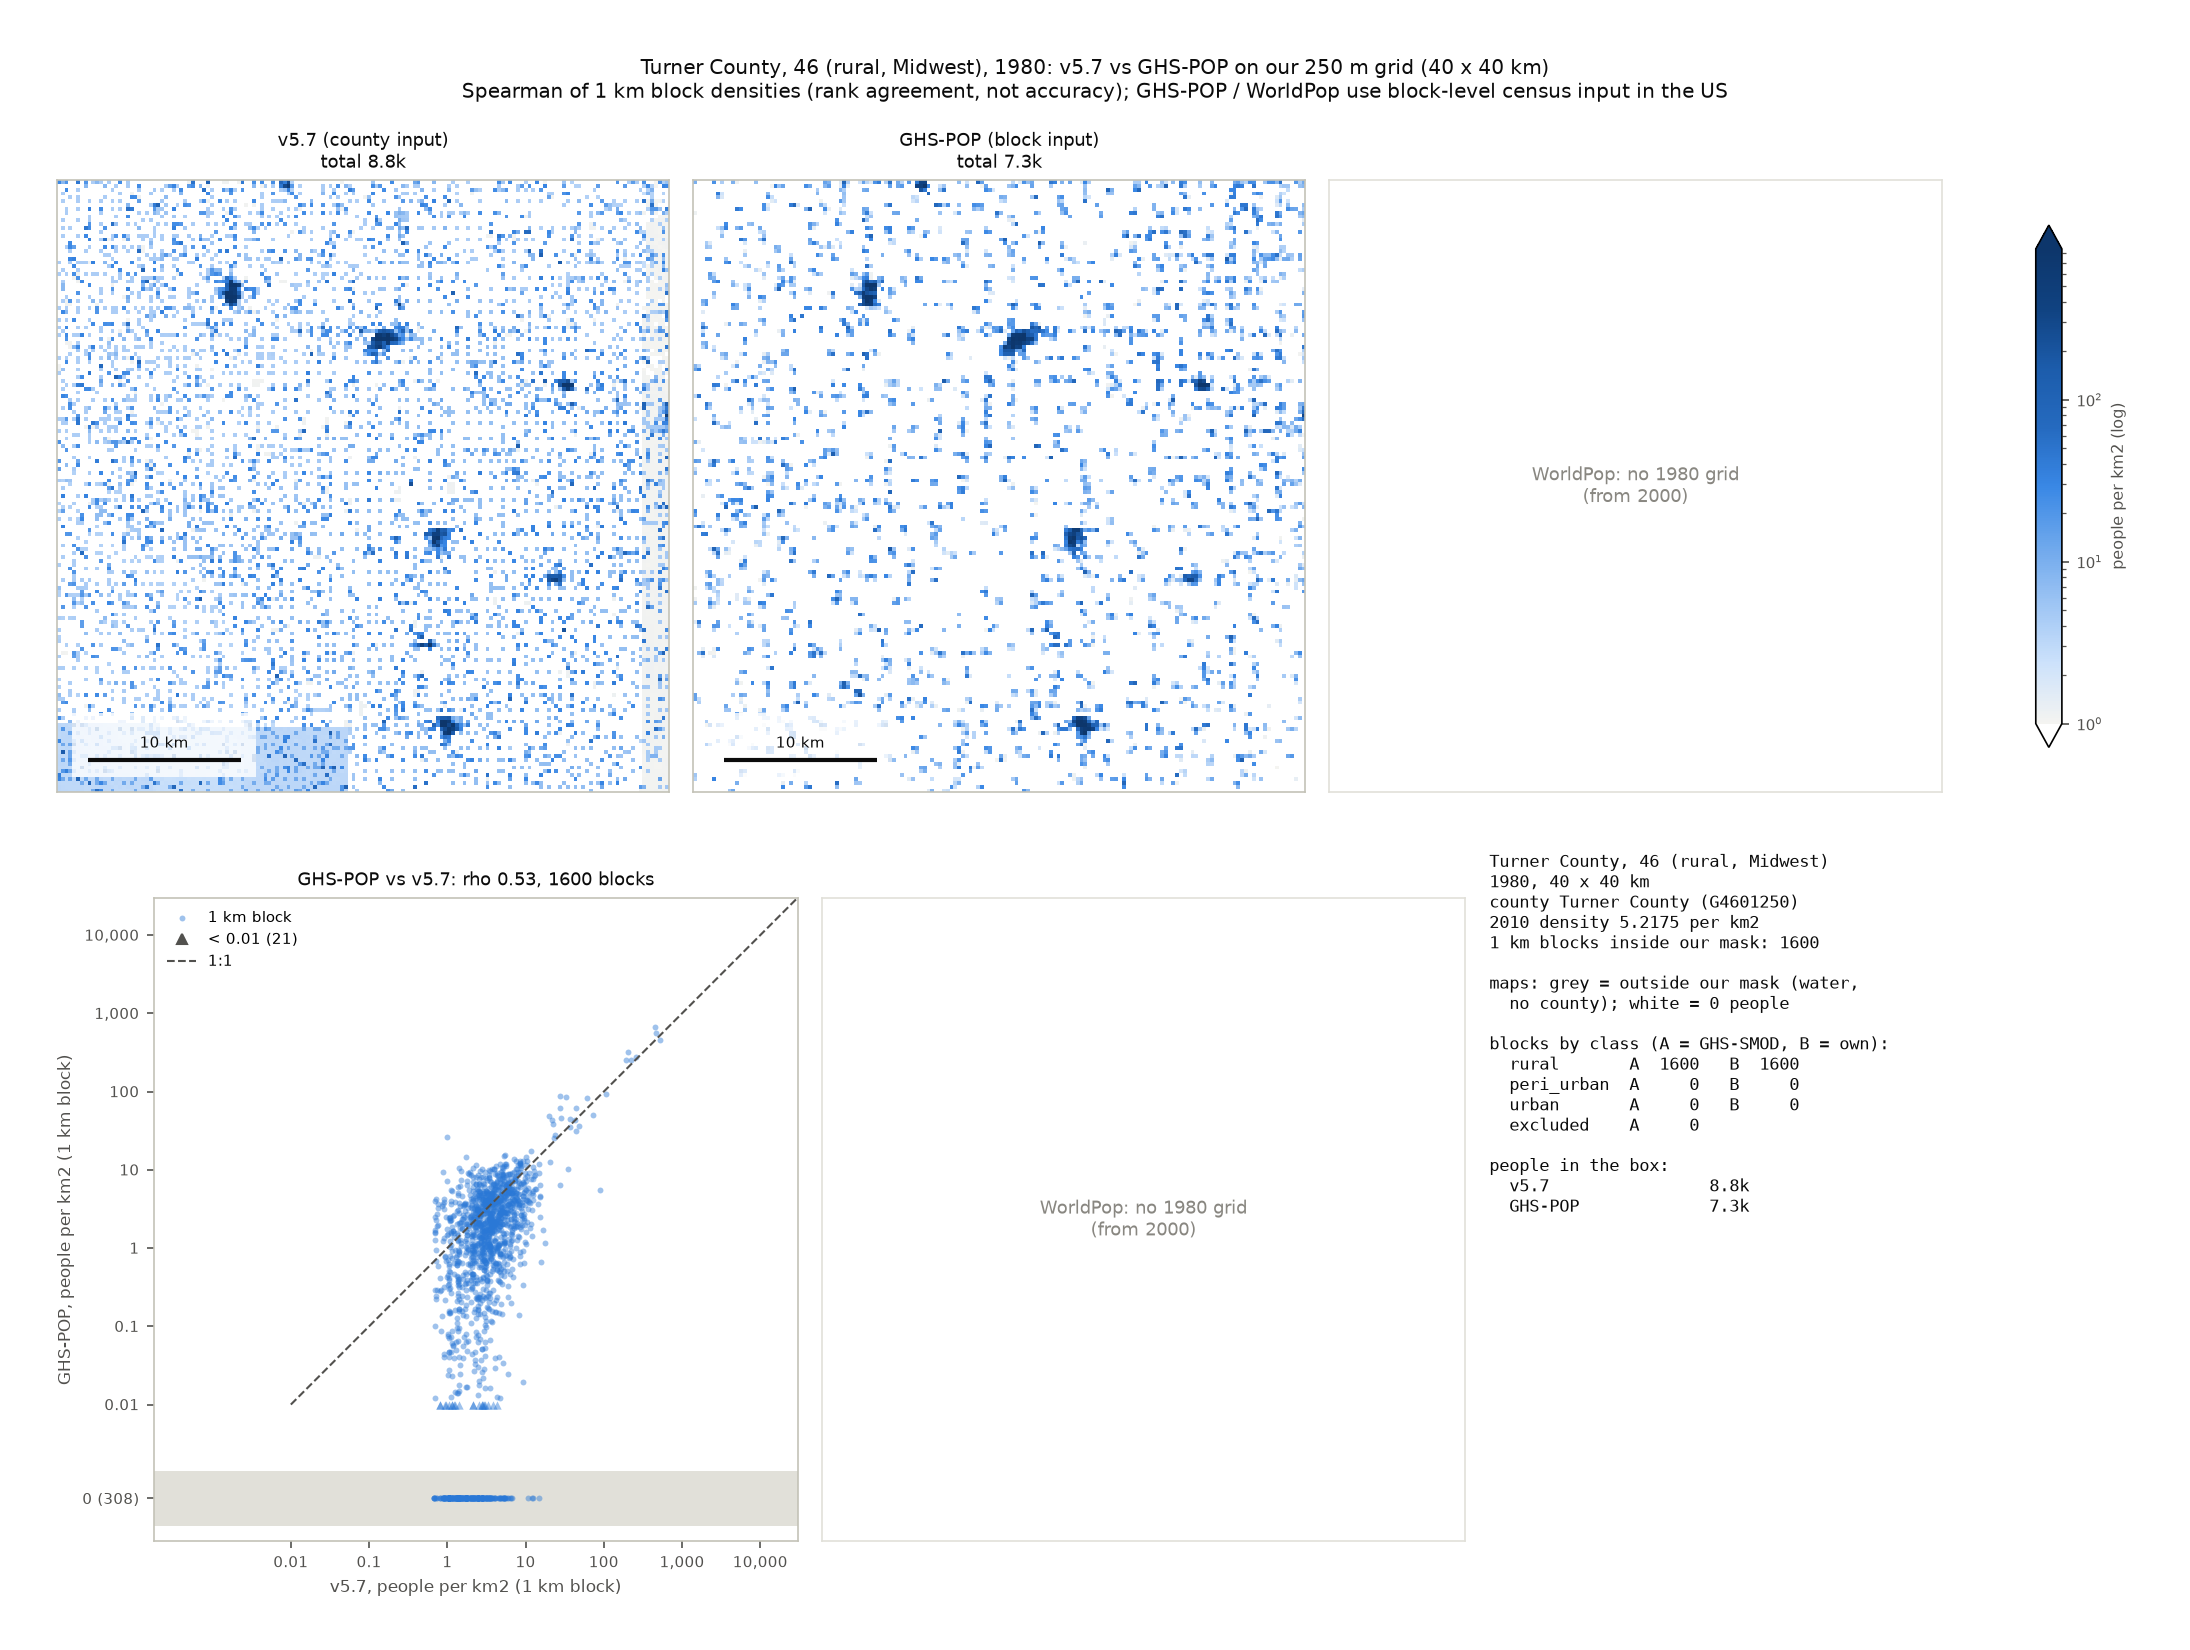 Turner County, 46 (rural, Midwest), 1980: v5.7 vs GHS-POP on our 250 m grid (40 x 40 km)
Spearman of 1 km block densities (rank agreement, not accuracy); GHS-POP / WorldPop use block-level census input in the US
v5.7 (county input)
total 8.8k
GHS-POP (block input)
total 7.3k
10 km
10 km
WorldPop: no 1980 grid
(from 2000)
10²
10¹
10⁰
people per km2 (log)
GHS-POP vs v5.7: rho 0.53, 1600 blocks
1 km block
< 0.01 (21)
1:1
10,000
1,000
100
10
1
0.1
0.01
0 (308)
GHS-POP, people per km2 (1 km block)
0.01
0.1
1
10
100
1,000
10,000
v5.7, people per km2 (1 km block)
WorldPop: no 1980 grid
(from 2000)
Turner County, 46 (rural, Midwest)
1980, 40 x 40 km
county Turner County (G4601250)
2010 density 5.2175 per km2
1 km blocks inside our mask: 1600
maps: grey = outside our mask (water,
no county); white = 0 people
blocks by class (A = GHS-SMOD, B = own):
rural A 1600 B 1600
peri_urban A 0 B 0
urban A 0 B 0
excluded A 0
people in the box:
v5.7 8.8k
GHS-POP 7.3k